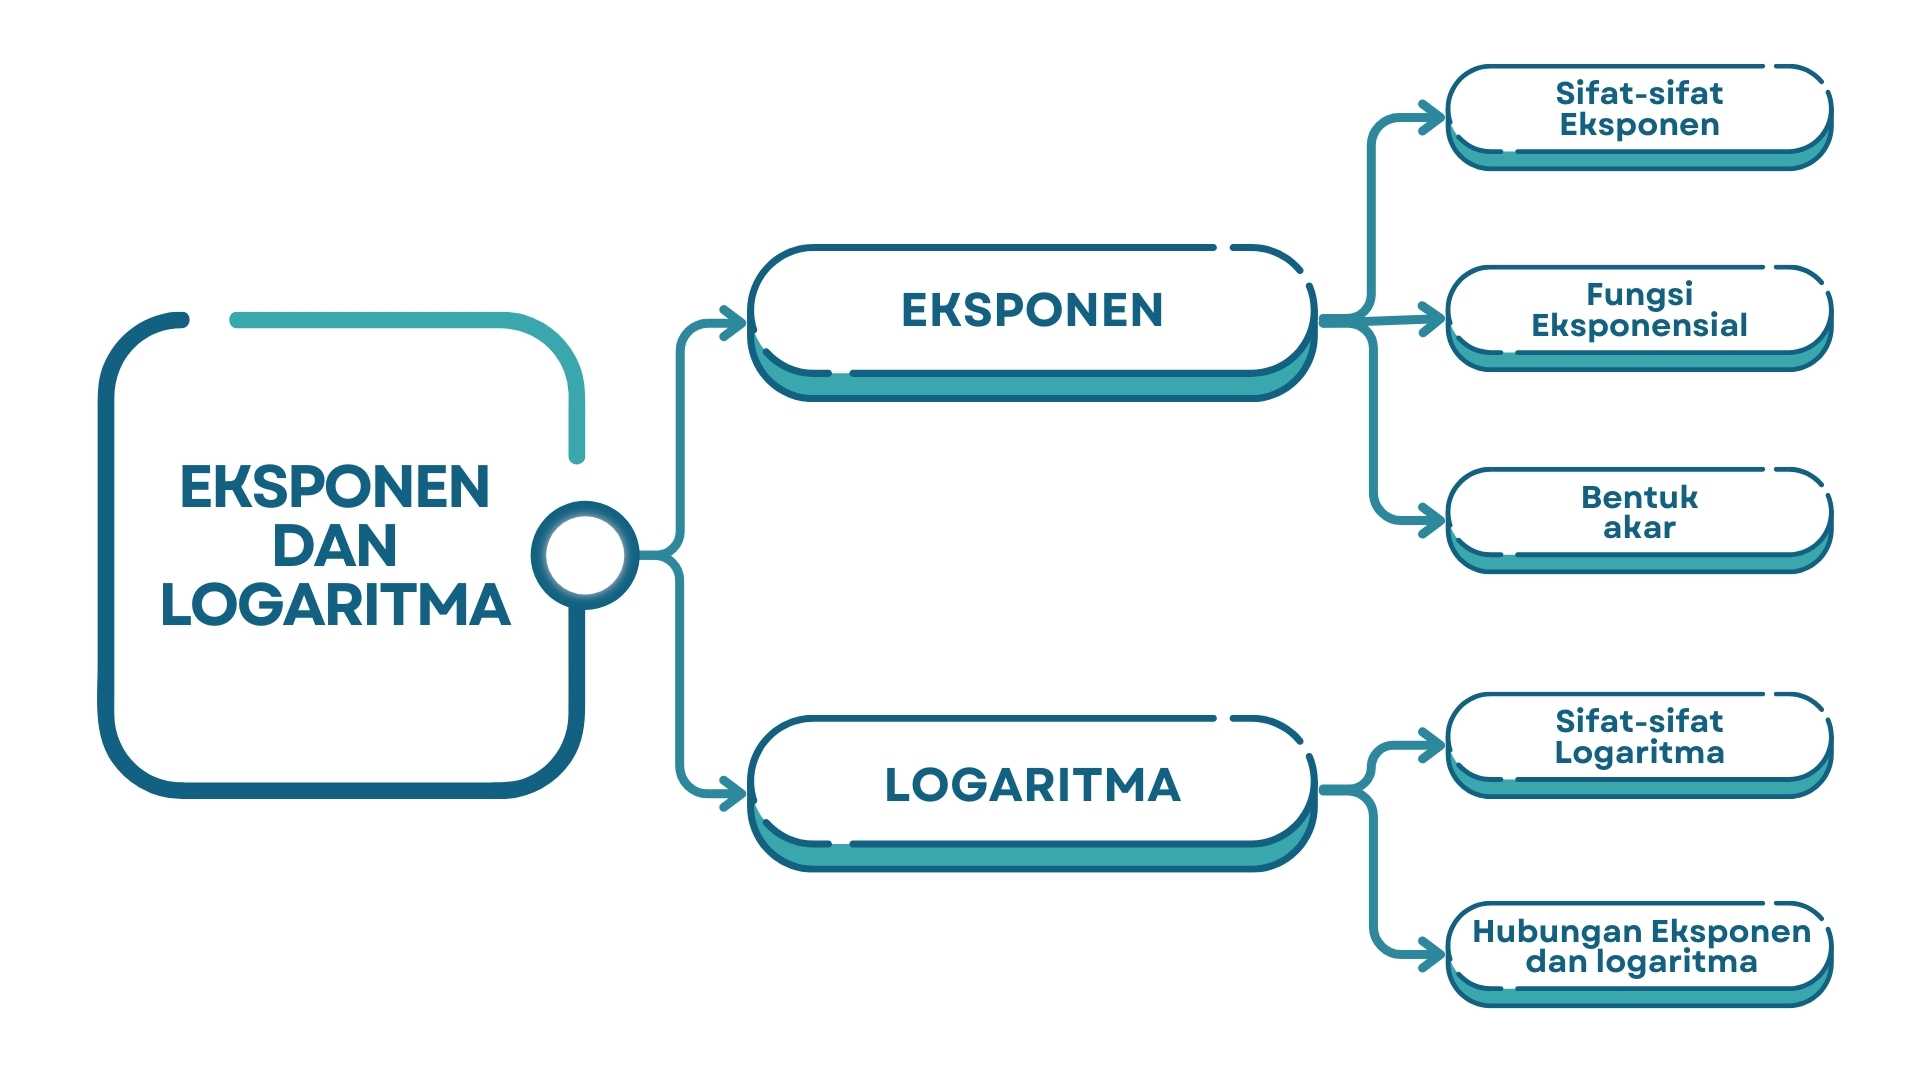 EKSPONEN
DAN
LOGARITMA
EKSPONEN
Sifat-sifat
Eksponen
Fungsi
Eksponensial
Bentuk
akar
LOGARITMA
Sifat-sifat
Logaritma
Hubungan Eksponen
dan logaritma